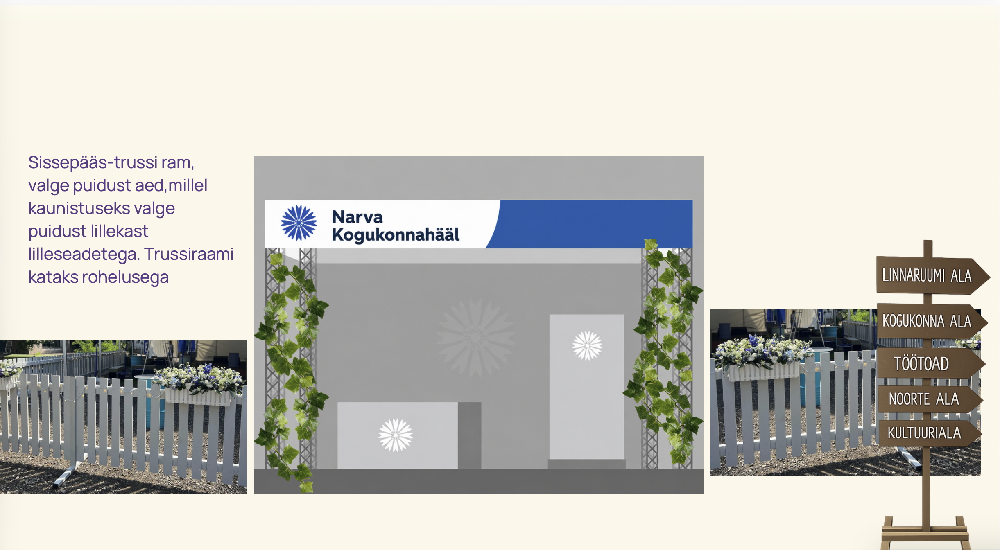 Sissepääs-trussi ram,
valge puidust aed,millel
kaunistuseks valge
puidust lillekast
lilleseadetega. Trussiraami
kataks rohelusega
Narva
Kogukonnahääl
LINNARUUMI ALA
KOGUKONNA ALA
TÖÖTOAD
NOORTE ALA
KULTUURIALA